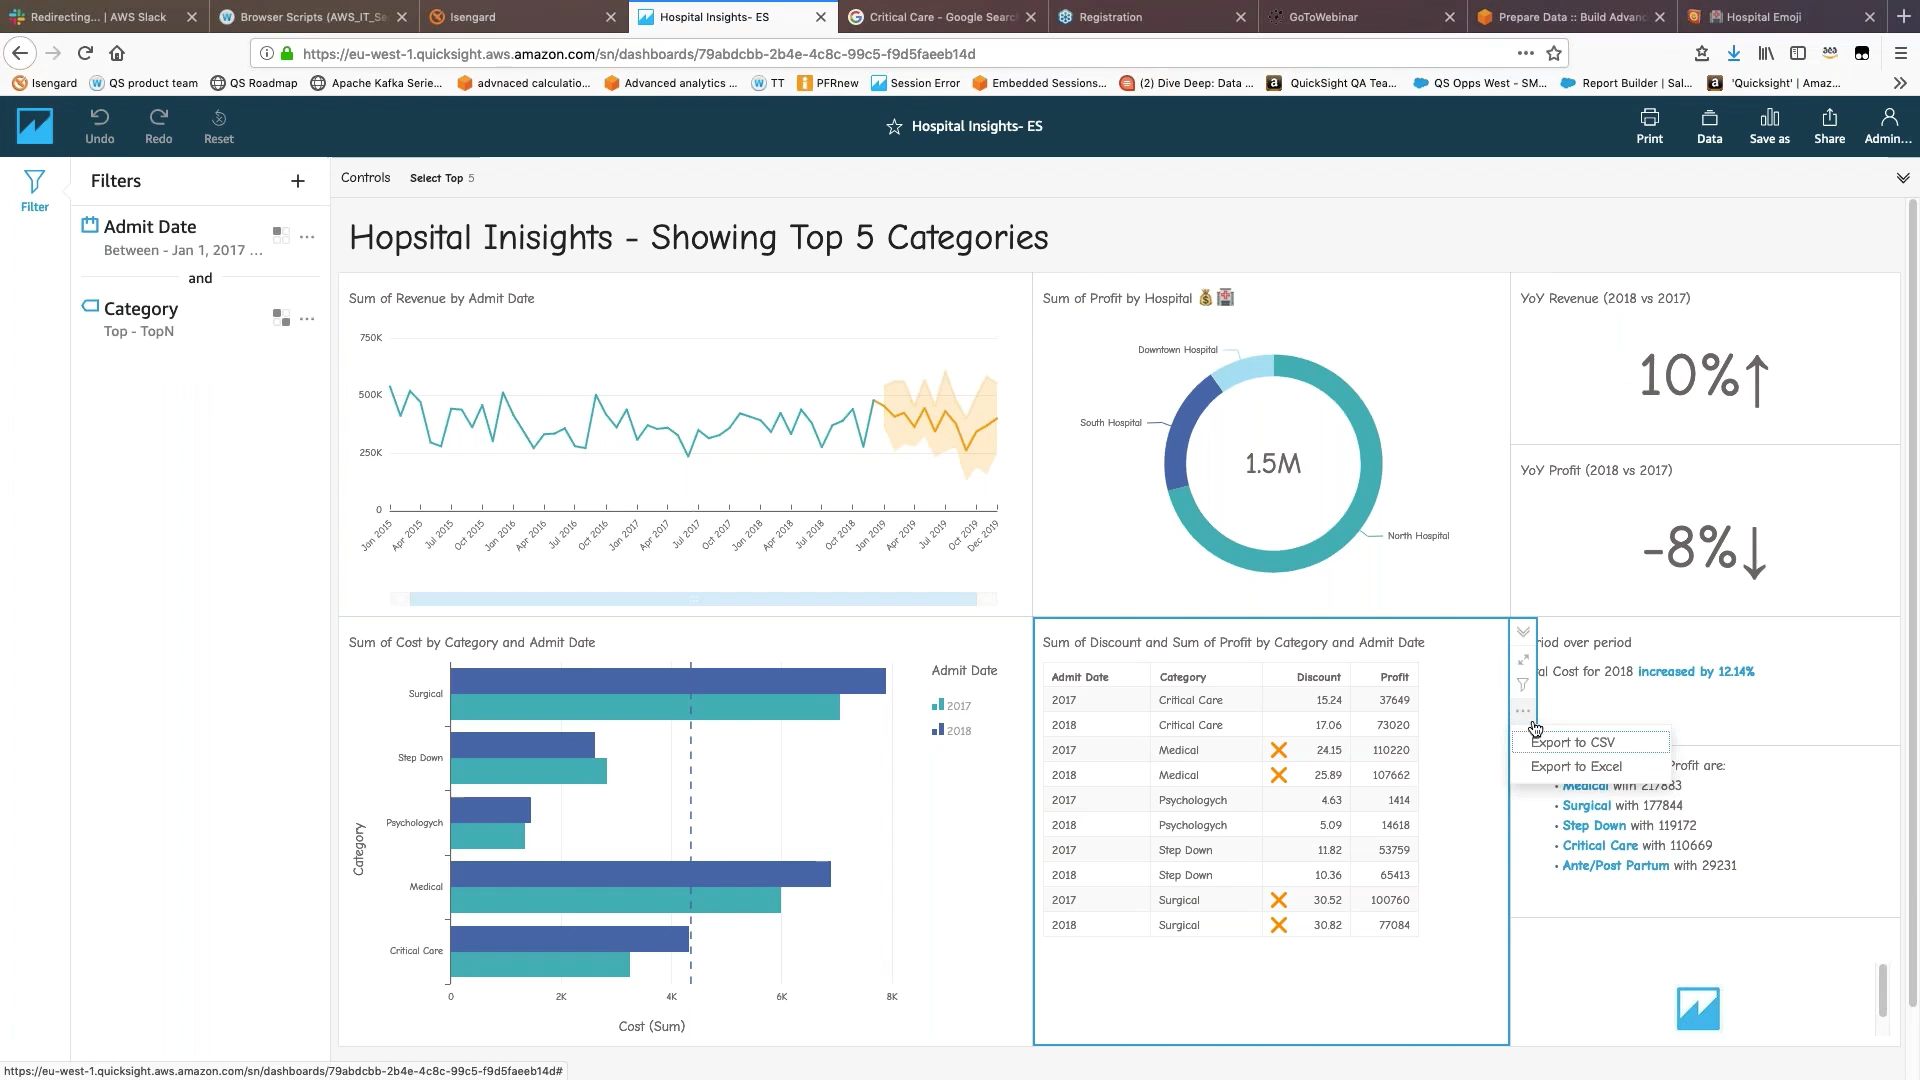 Redirecting... | AWS Slack
Browser Scripts (AWS_IT_Se
Isengard
Hospital Insights- ES
Critical Care - Google Search
Registration
GoToWebinar
Prepare Data :: Build Advanc
Hospital Emoji
https://eu-west-1.quicksight.aws.amazon.com/sn/dashboards/79abdcbb-2b4e-4c8c-99c5-f9d5faeeb14d
Isengard
QS product team
QS Roadmap
Apache Kafka Serie...
advnaced calculatio...
Advanced analytics ...
TT
PFRnew
Session Error
Embedded Sessions...
(2) Dive Deep: Data ...
QuickSight QA Tea...
QS Opps West - SM...
Report Builder | Sal...
'Quicksight' | Amaz...
Undo
Redo
Reset
Hospital Insights- ES
Print
Data
Save as
Share
Admin...
Filter
Filters
Admit Date
Between - Jan 1, 2017 ...
and
Category
Top - TopN
Controls
Select Top 5
Hopsital Inisights - Showing Top 5 Categories
Sum of Revenue by Admit Date
750K
500K
250K
0
Jan 2015
Apr 2015
Jul 2015
Oct 2015
Jan 2016
Apr 2016
Jul 2016
Oct 2016
Jan 2017
Apr 2017
Jul 2017
Oct 2017
Jan 2018
Apr 2018
Jul 2018
Oct 2018
Jan 2019
Apr 2019
Jul 2019
Oct 2019
Dec 2019
Sum of Profit by Hospital
Downtown Hospital
South Hospital
1.5M
North Hospital
YoY Revenue (2018 vs 2017)
10%↑
YoY Profit (2018 vs 2017)
-8%↓
Sum of Cost by Category and Admit Date
Category
Surgical
Step Down
Psychologych
Medical
Critical Care
0
2K
4K
6K
8K
Cost (Sum)
Admit Date
2017
2018
Sum of Discount and Sum of Profit by Category and Admit Date
Admit Date Category Discount Profit
2017 Critical Care 15.24 37649
2018 Critical Care 17.06 73020
2017 Medical 24.15 110220
2018 Medical 25.89 107662
2017 Psychologych 4.63 1414
2018 Psychologych 5.09 14618
2017 Step Down 11.82 53759
2018 Step Down 10.36 65413
2017 Surgical 30.52 100760
2018 Surgical 30.82 77084
Export to CSV
Export to Excel
riod over period
al Cost for 2018 increased by 12.14%
Profit are:
• Medical with 217883
• Surgical with 177844
• Step Down with 119172
• Critical Care with 110669
• Ante/Post Partum with 29231
https://eu-west-1.quicksight.aws.amazon.com/sn/dashboards/79abdcbb-2b4e-4c8c-99c5-f9d5faeeb14d#